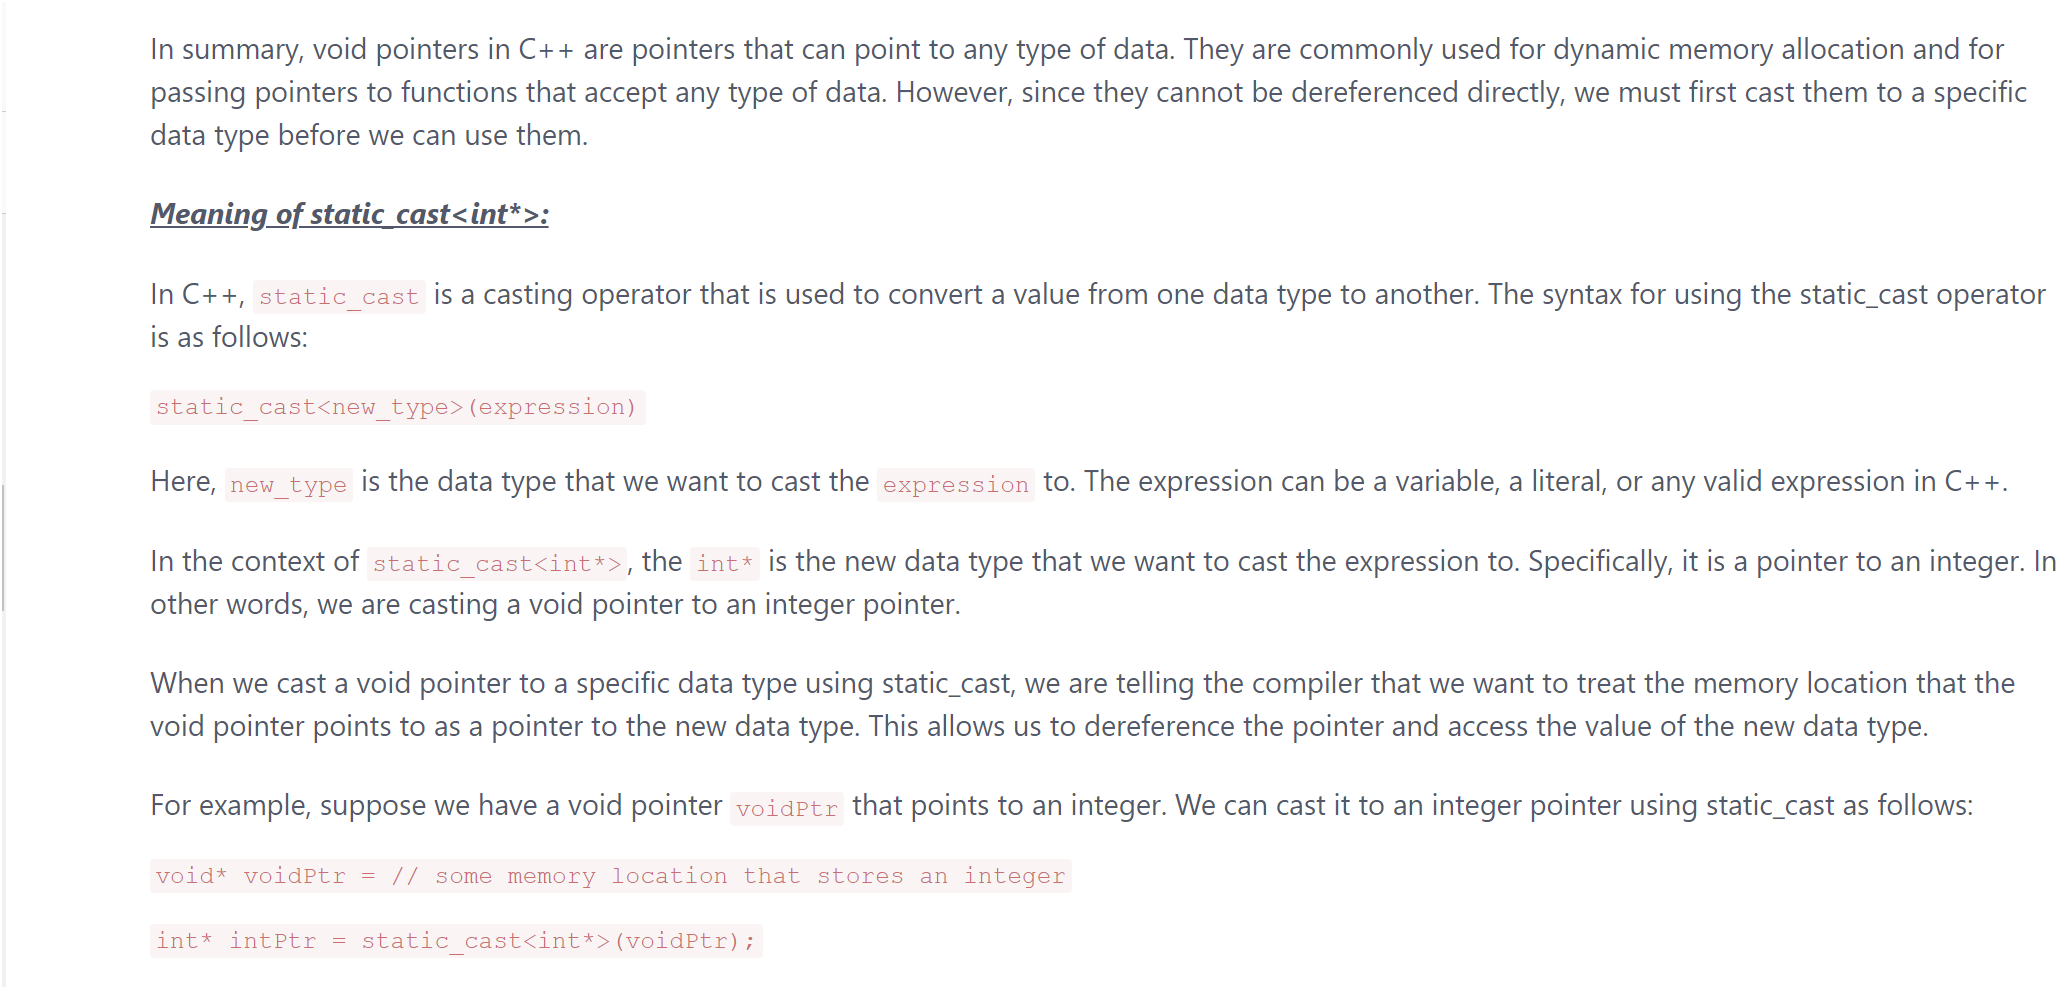 In summary, void pointers in C++ are pointers that can point to any type of data. They are commonly used for dynamic memory allocation and for
passing pointers to functions that accept any type of data. However, since they cannot be dereferenced directly, we must first cast them to a specific
data type before we can use them.
Meaning of static_cast<int*>:
In C++, static_cast is a casting operator that is used to convert a value from one data type to another. The syntax for using the static_cast operator
is as follows:
static_cast<new_type>(expression)
Here, new_type is the data type that we want to cast the expression to. The expression can be a variable, a literal, or any valid expression in C++.
In the context of static_cast<int*>, the int* is the new data type that we want to cast the expression to. Specifically, it is a pointer to an integer. In
other words, we are casting a void pointer to an integer pointer.
When we cast a void pointer to a specific data type using static_cast, we are telling the compiler that we want to treat the memory location that the
void pointer points to as a pointer to the new data type. This allows us to dereference the pointer and access the value of the new data type.
For example, suppose we have a void pointer voidPtr that points to an integer. We can cast it to an integer pointer using static_cast as follows:
void* voidPtr = // some memory location that stores an integer
int* intPtr = static_cast<int*>(voidPtr);